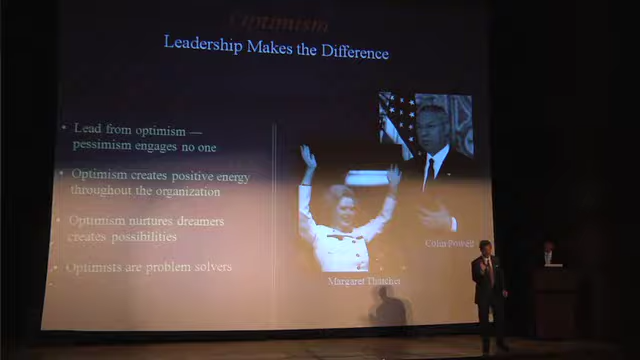 Optimism
Leadership Makes the Difference
• Lead from optimism —
pessimism engages no one
• Optimism creates positive energy
throughout the organization
• Optimism nurtures dreamers
creates possibilities
• Optimists are problem solvers
Colin Powell
Margaret Thatcher